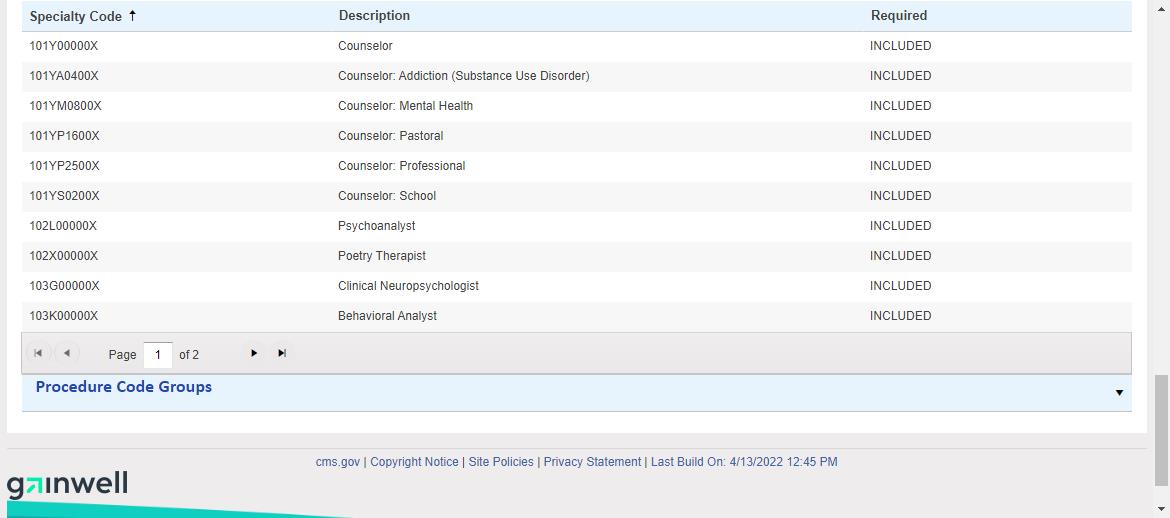 Specialty Code ↑ Description Required
101Y00000X Counselor INCLUDED
101YA0400X Counselor: Addiction (Substance Use Disorder) INCLUDED
101YM0800X Counselor: Mental Health INCLUDED
101YP1600X Counselor: Pastoral INCLUDED
101YP2500X Counselor: Professional INCLUDED
101YS0200X Counselor: School INCLUDED
102L00000X Psychoanalyst INCLUDED
102X00000X Poetry Therapist INCLUDED
103G00000X Clinical Neuropsychologist INCLUDED
103K00000X Behavioral Analyst INCLUDED
Page 1 of 2
Procedure Code Groups
cms.gov | Copyright Notice | Site Policies | Privacy Statement | Last Build On: 4/13/2022 12:45 PM
gainwell